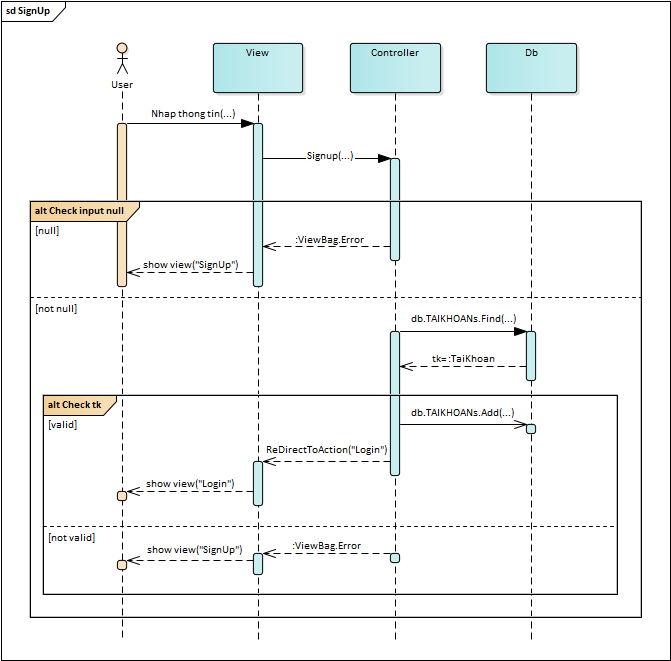 sd SignUp
View
Controller
Db
User
Nhap thong tin(...)
Signup(...)
alt Check input null
[null]
:ViewBag.Error
show view("SignUp")
[not null]
db.TAIKHOANs.Find(...)
tk=:TaiKhoan
alt Check tk
db.TAIKHOANs.Add(...)
[valid]
ReDirectToAction("Login")
show view("Login")
[not valid]
:ViewBag.Error
show view("SignUp")